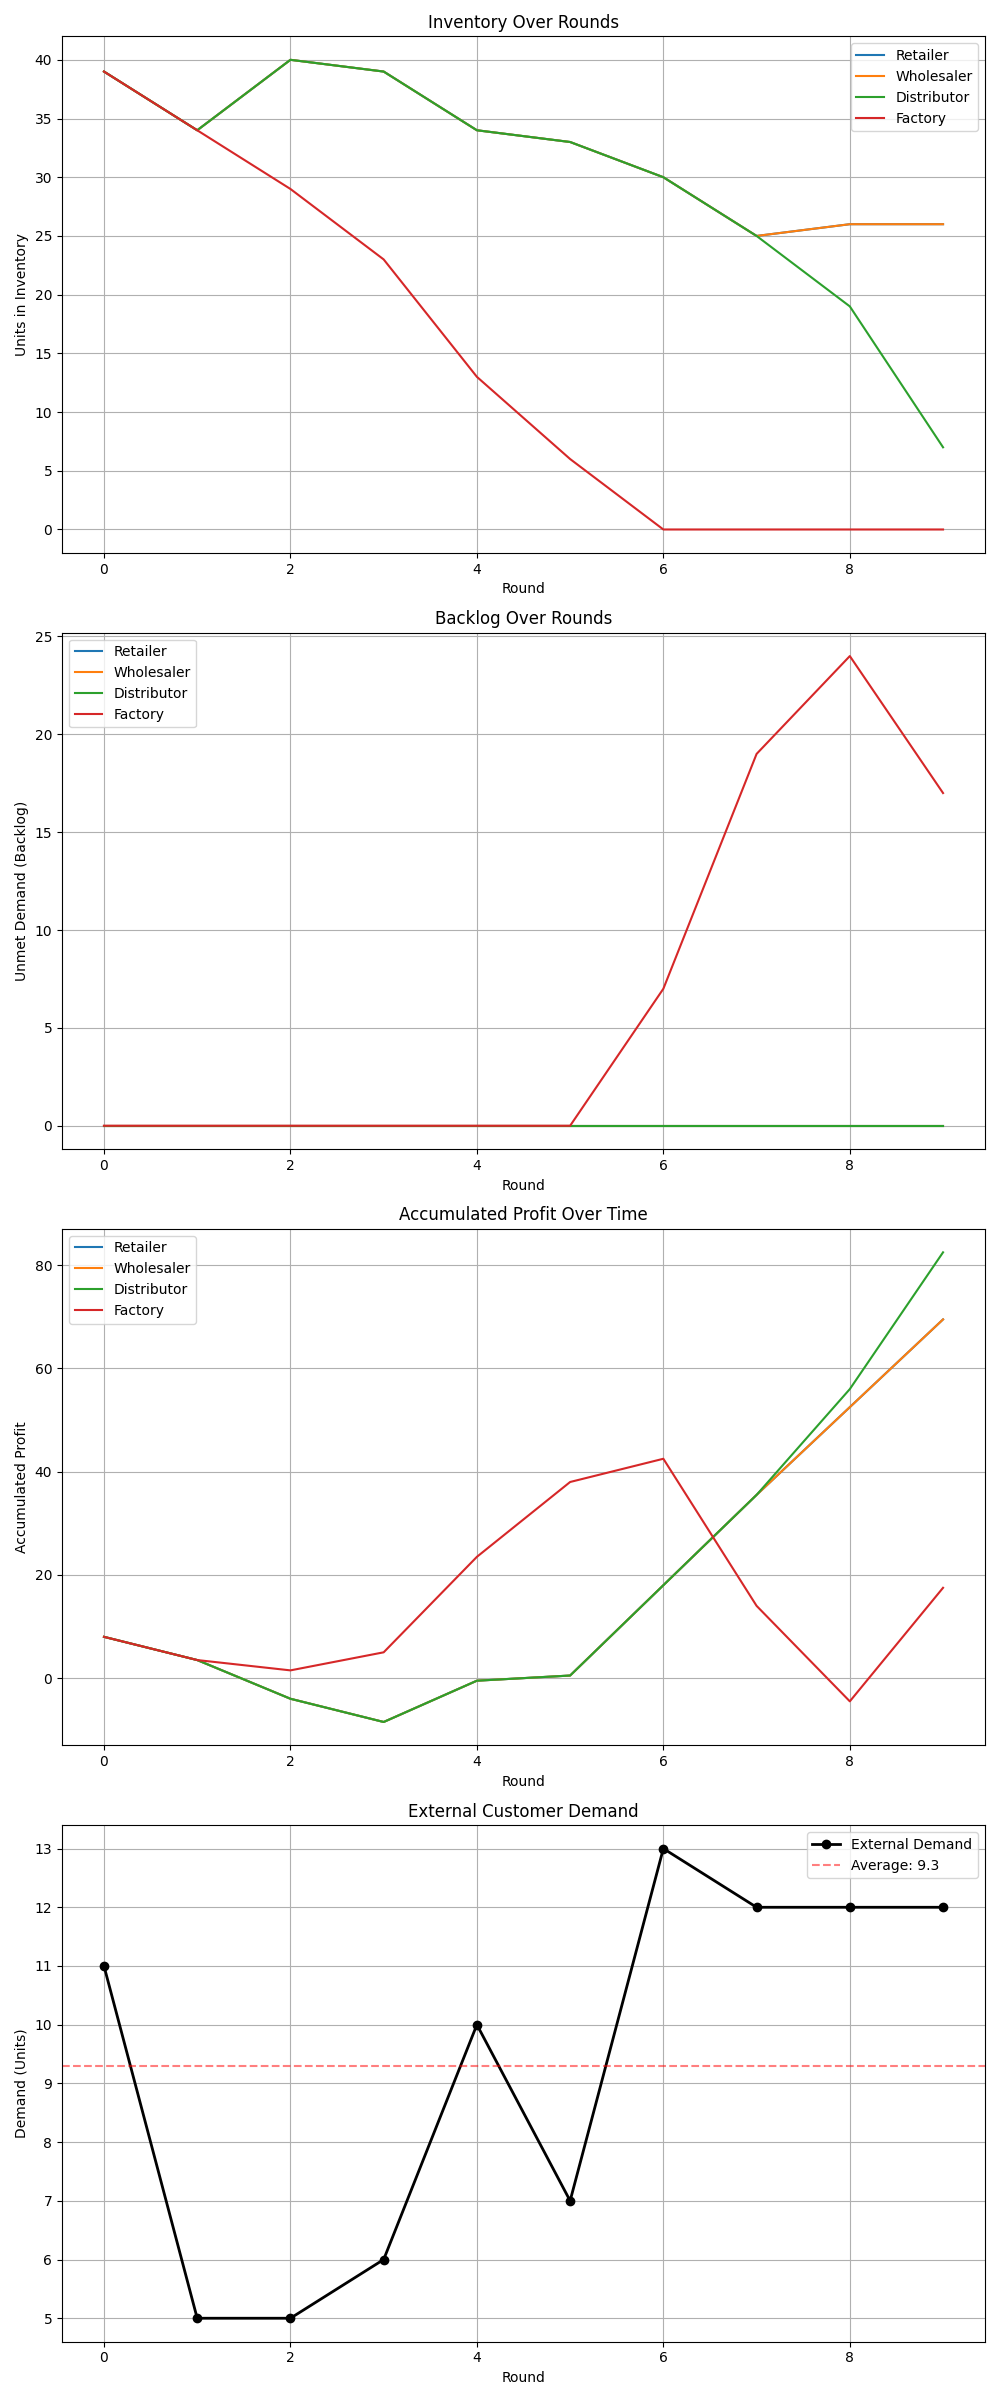 Inventory Over Rounds
Units in Inventory
40
35
30
25
20
15
10
5
0
Retailer
Wholesaler
Distributor
Factory
0 2 4 6 8
Round
Backlog Over Rounds
Unmet Demand (Backlog)
25
20
15
10
5
0
Retailer
Wholesaler
Distributor
Factory
0 2 4 6 8
Round
Accumulated Profit Over Time
Accumulated Profit
80
60
40
20
0
Retailer
Wholesaler
Distributor
Factory
0 2 4 6 8
Round
External Customer Demand
Demand (Units)
13
12
11
10
9
8
7
6
5
External Demand
Average: 9.3
0 2 4 6 8
Round